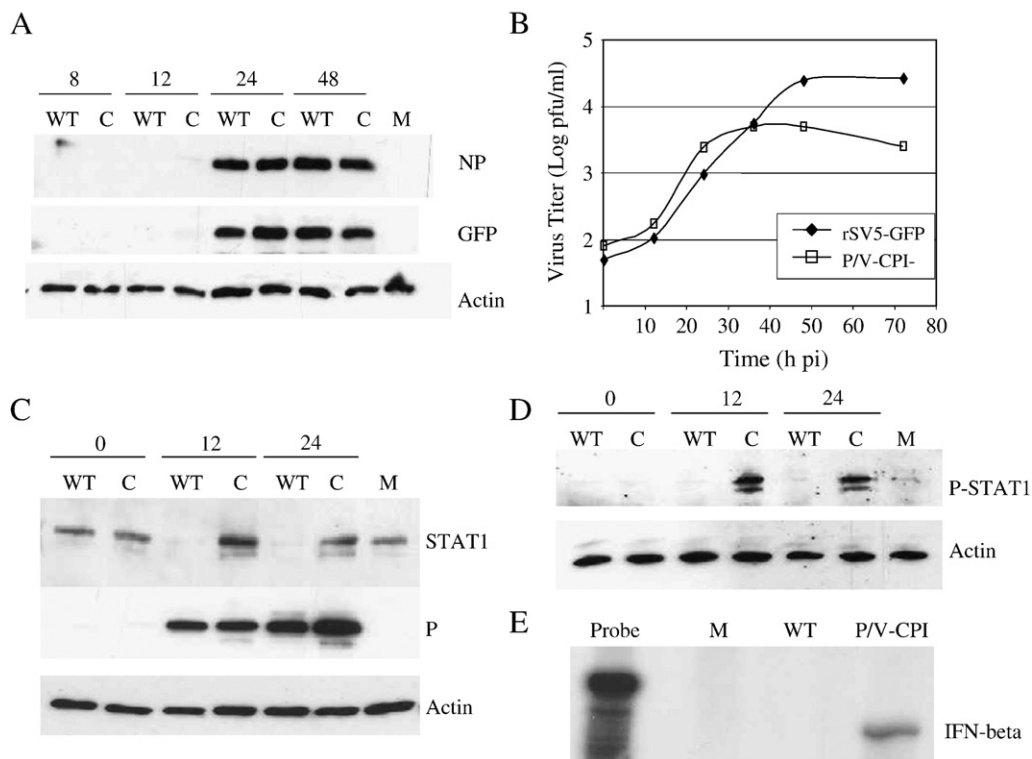 A
8 12 24 48
WT C WT C WT C WT C M
NP
GFP
Actin
B
Virus Titer (Log pfu/ml)
5
4
3
2
1
rSV5-GFP
P/V-CPI-
0 10 20 30 40 50 60 70 80
Time (h pi)
C
0 12 24
WT C WT C WT C M
STAT1
P
Actin
D
0 12 24
WT C WT C WT C M
P-STAT1
Actin
E
Probe M WT P/V-CPI
IFN-beta